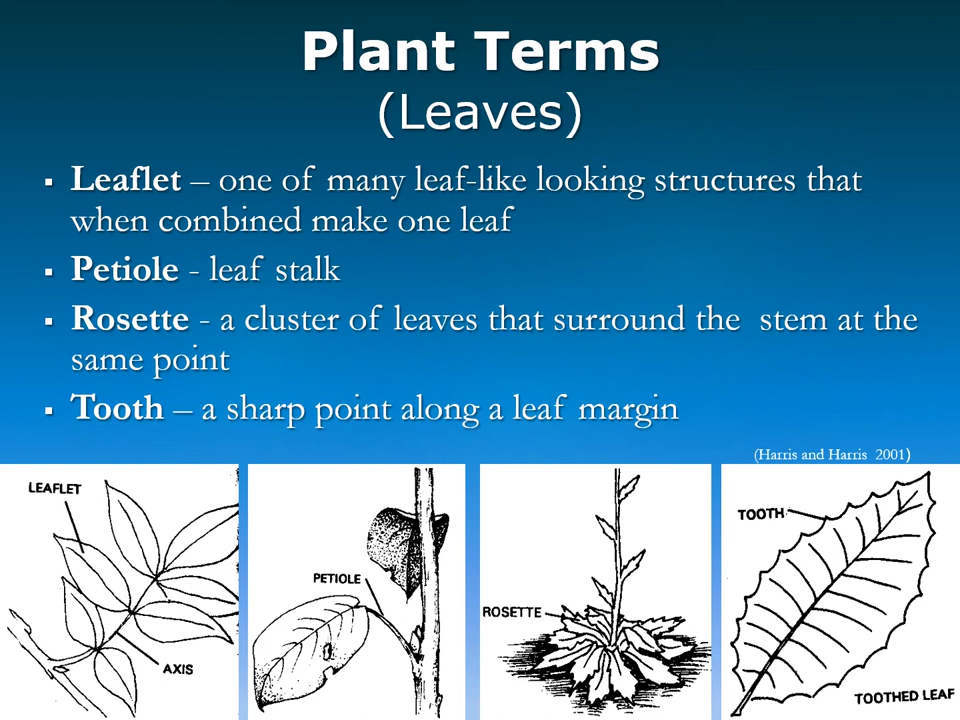 Plant Terms
(Leaves)
▪ Leaflet – one of many leaf-like looking structures that
when combined make one leaf
▪ Petiole - leaf stalk
▪ Rosette - a cluster of leaves that surround the stem at the
same point
▪ Tooth – a sharp point along a leaf margin
(Harris and Harris 2001)
LEAFLET
AXIS
PETIOLE
ROSETTE
TOOTH
TOOTHED LEAF